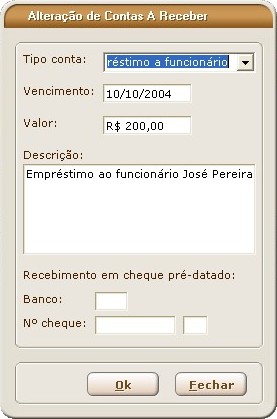 Alteração de Contas A Receber
Tipo conta: réstimo a funcionário
Vencimento: 10/10/2004
Valor: R$ 200,00
Descrição:
Empréstimo ao funcionário José Pereira
Recebimento em cheque pré-datado:
Banco:
Nº cheque:
Ok Fechar